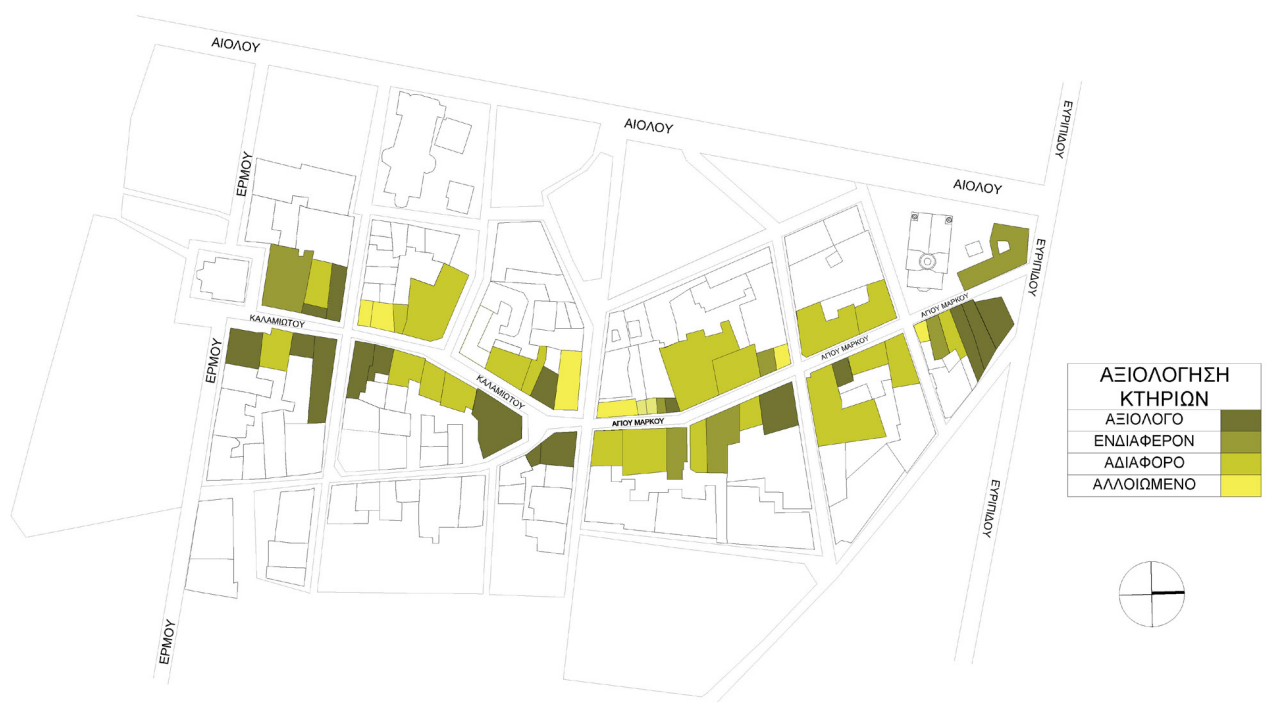 ΑΙΟΛΟΥ
ΑΙΟΛΟΥ
ΑΙΟΛΟΥ
ΕΥΡΙΠΙΔΟΥ
ΕΡΜΟΥ
ΕΥΡΙΠΙΔΟΥ
ΑΓΙΟΥ ΜΑΡΚΟΥ
ΚΑΛΑΜΙΩΤΟΥ
ΑΓΙΟΥ ΜΑΡΚΟΥ
ΕΡΜΟΥ
ΚΑΛΑΜΙΩΤΟΥ
ΑΓΙΟΥ ΜΑΡΚΟΥ
ΕΥΡΙΠΙΔΟΥ
ΕΡΜΟΥ
ΑΞΙΟΛΟΓΗΣΗ
ΚΤΗΡΙΩΝ
ΑΞΙΟΛΟΓΟ
ΕΝΔΙΑΦΕΡΟΝ
ΑΔΙΑΦΟΡΟ
ΑΛΛΟΙΩΜΕΝΟ